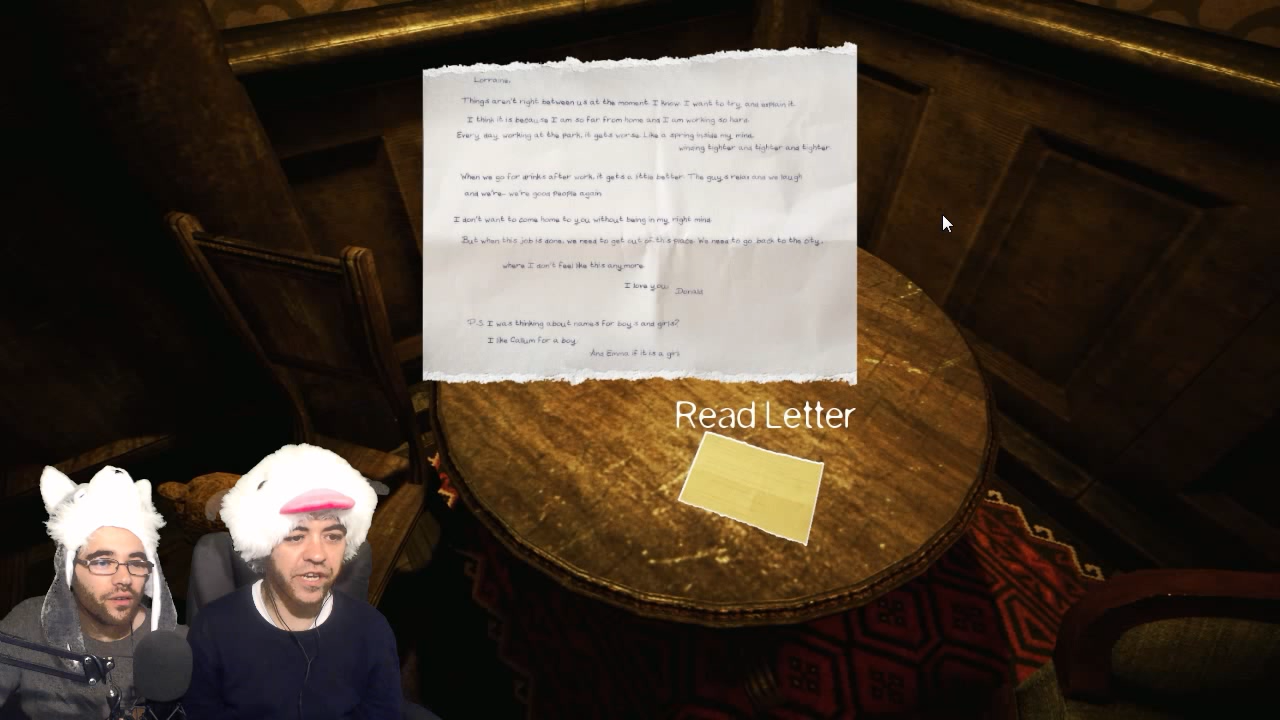 Lorraine,
Things aren't right between us at the moment. I know. I want to try, and explain it.
I think it is because I am so far from home and I am working so hard.
Every day, working at the park, it gets worse. Like a spring inside my mind,
winding tighter and tighter and tighter.
When we go for drinks after work, it gets a little better. The guys relax and we laugh
and we're- we're good people again.
I don't want to come home to you without being in my right mind.
But when this job is done, we need to get out of this place. We need to go back to the city,
where I don't feel like this anymore.
I love you,
Donald
P.S. I was thinking about names for boys and girls?
I like Callum for a boy.
And if it is a girl.
Read Letter